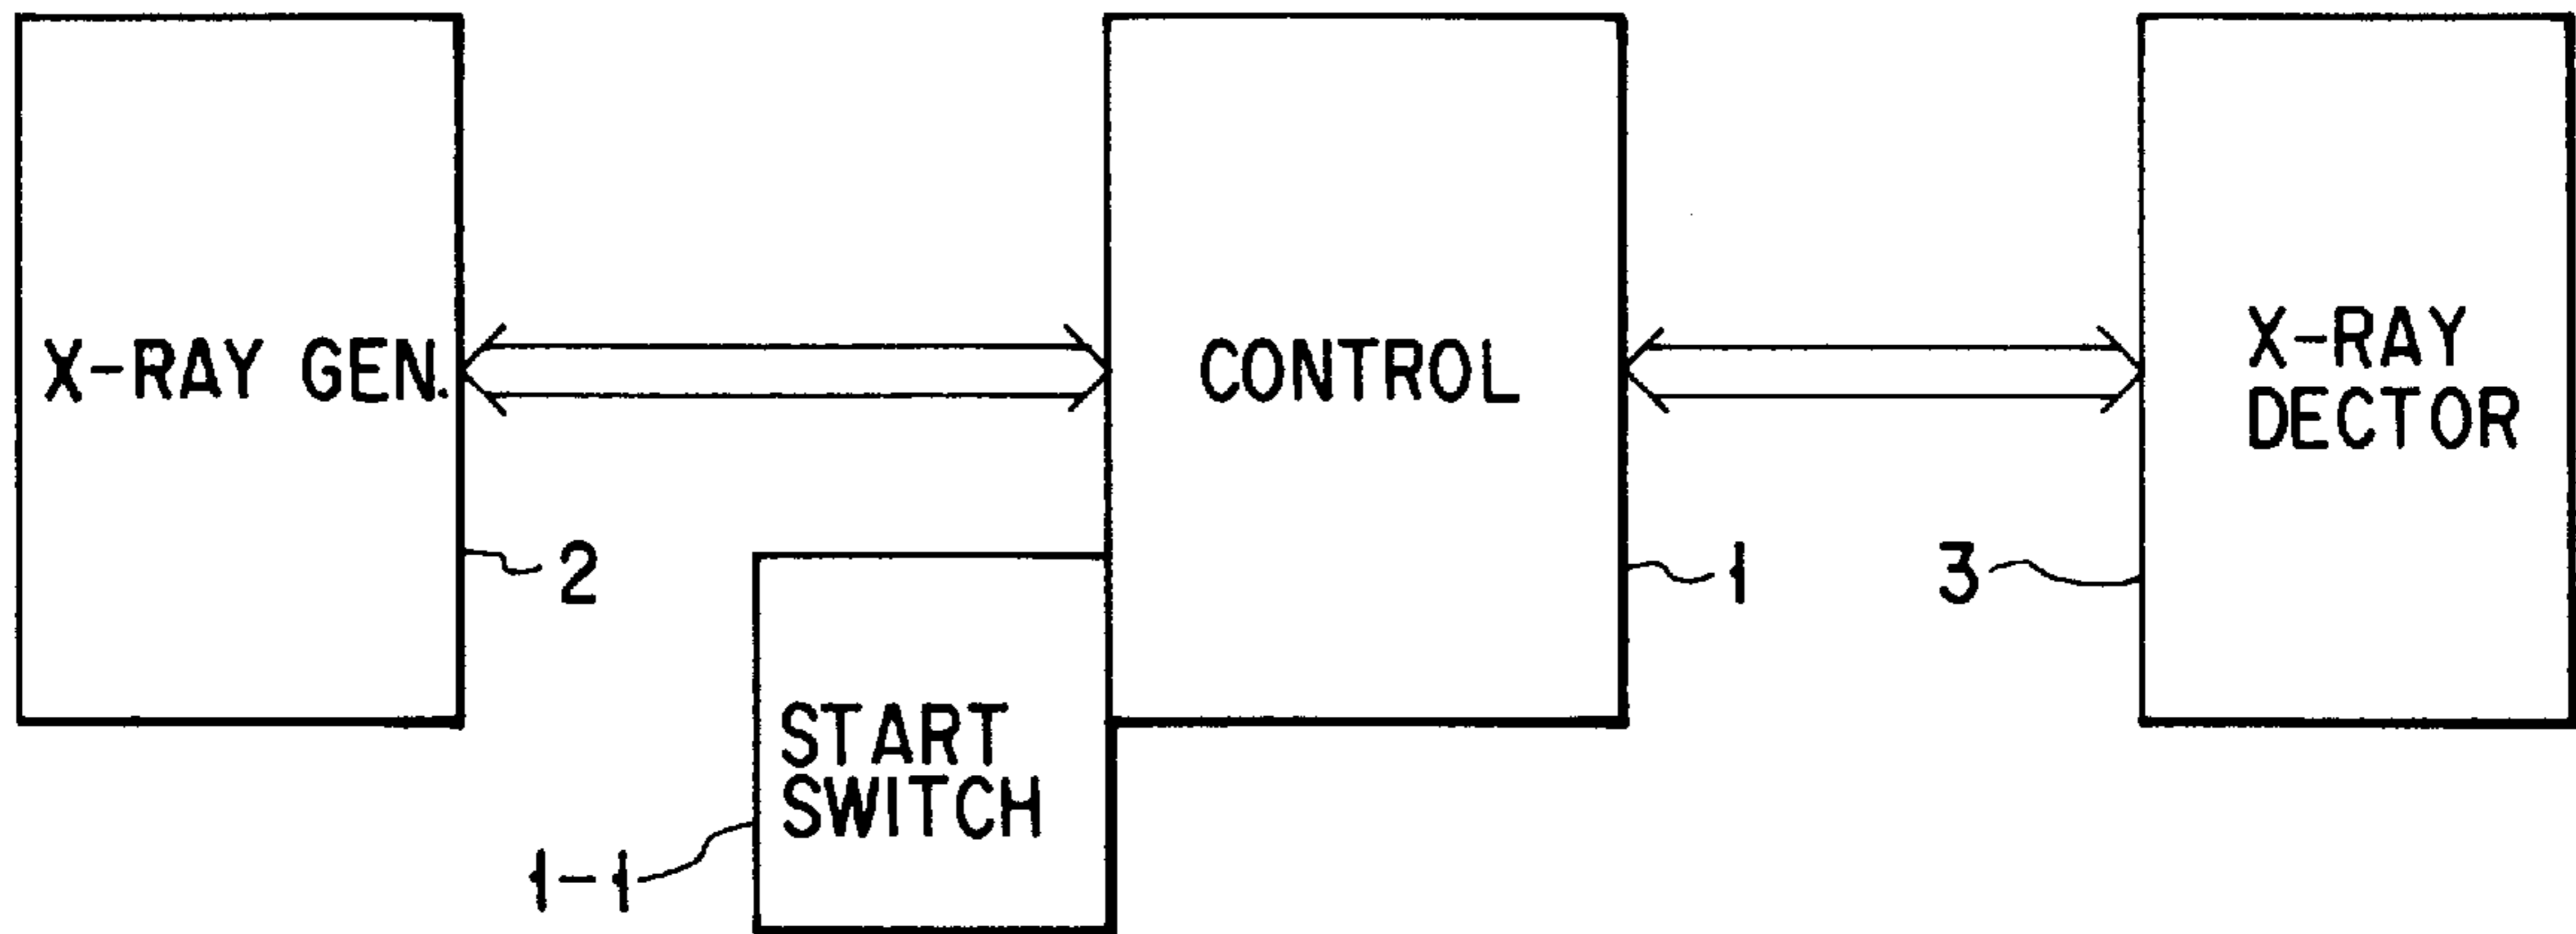 X-RAY GEN.
CONTROL
X-RAY
DECTOR
2
1
3
START
SWITCH
1-1